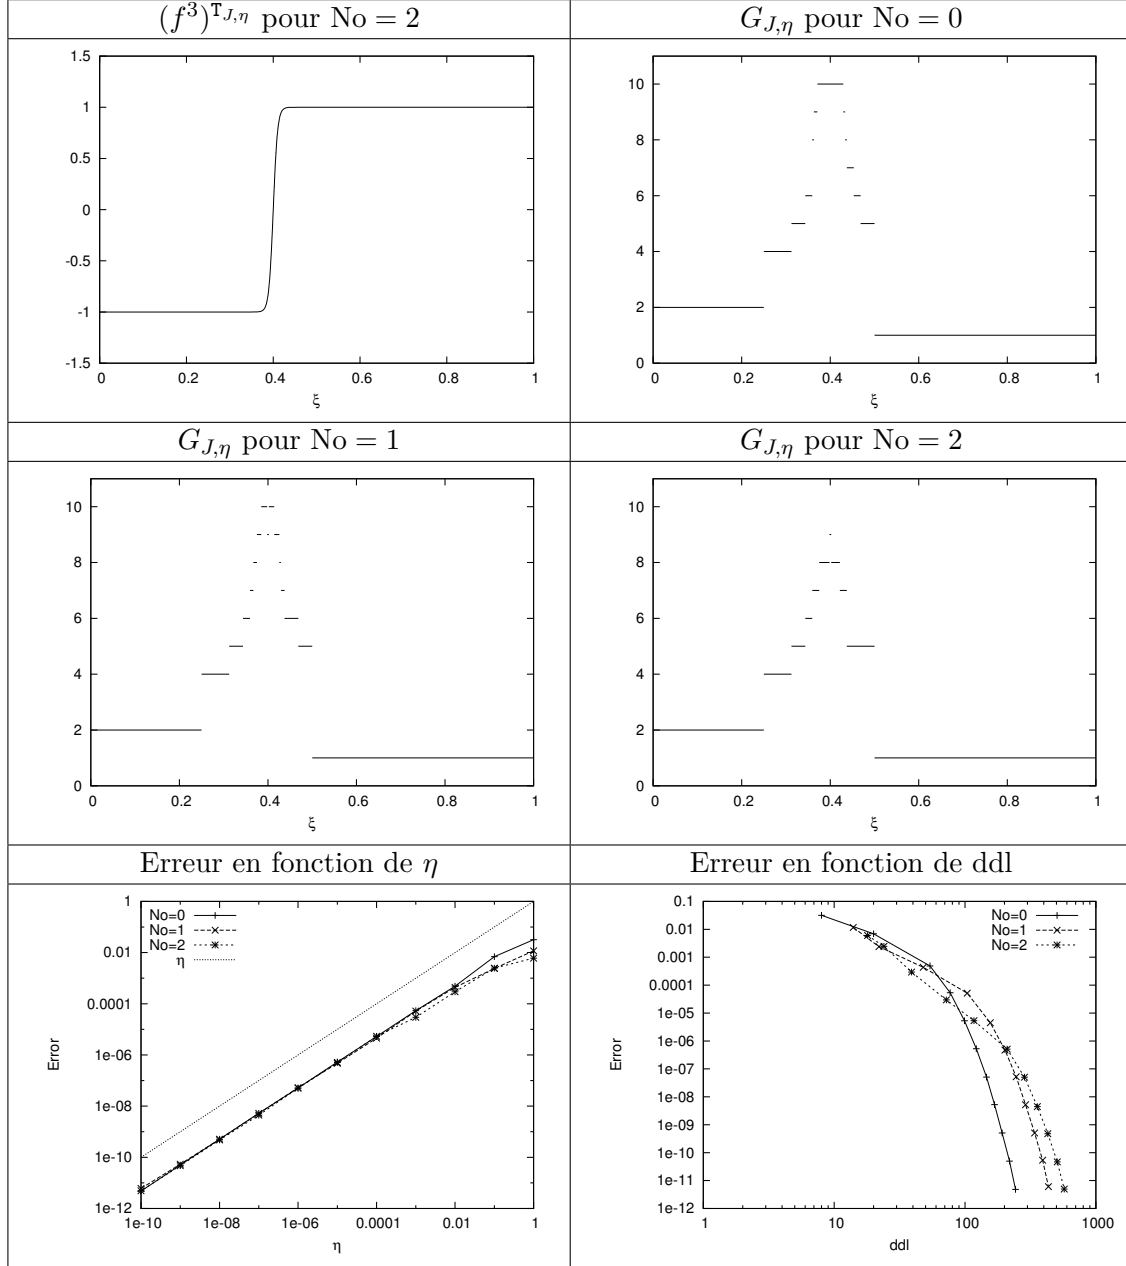 (f³)^{T_{J,η}} pour No = 2
G_{J,η} pour No = 0
1.5
1
0.5
0
-0.5
-1
-1.5
0 0.2 0.4 0.6 0.8 1
ξ
10
8
6
4
2
0
0 0.2 0.4 0.6 0.8 1
ξ
G_{J,η} pour No = 1
G_{J,η} pour No = 2
10
8
6
4
2
0
0 0.2 0.4 0.6 0.8 1
ξ
10
8
6
4
2
0
0 0.2 0.4 0.6 0.8 1
ξ
Erreur en fonction de η
Erreur en fonction de ddl
No=0
No=1
No=2
η
1
0.01
0.0001
1e-06
1e-08
1e-10
1e-12
Error
1e-10 1e-08 1e-06 0.0001 0.01 1
η
No=0
No=1
No=2
0.1
0.01
0.001
0.0001
1e-05
1e-06
1e-07
1e-08
1e-09
1e-10
1e-11
1e-12
Error
1 10 100 1000
ddl